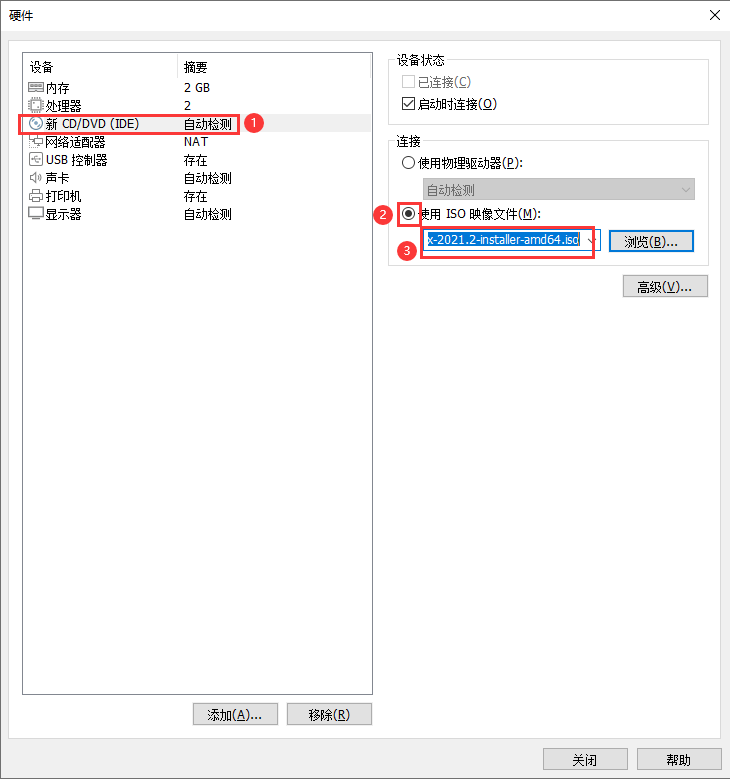 硬件
设备 摘要
内存 2 GB
处理器 2
新 CD/DVD (IDE) 自动检测 1
网络适配器 NAT
USB 控制器 存在
声卡 自动检测
打印机 存在
显示器 自动检测
添加(A)... 移除(R)
设备状态
已连接(C)
启动时连接(O)
连接
使用物理驱动器(P):
自动检测
2 使用 ISO 映像文件(M):
3 x-2021.2-installer-amd64.iso 浏览(B)...
高级(V)...
关闭 帮助